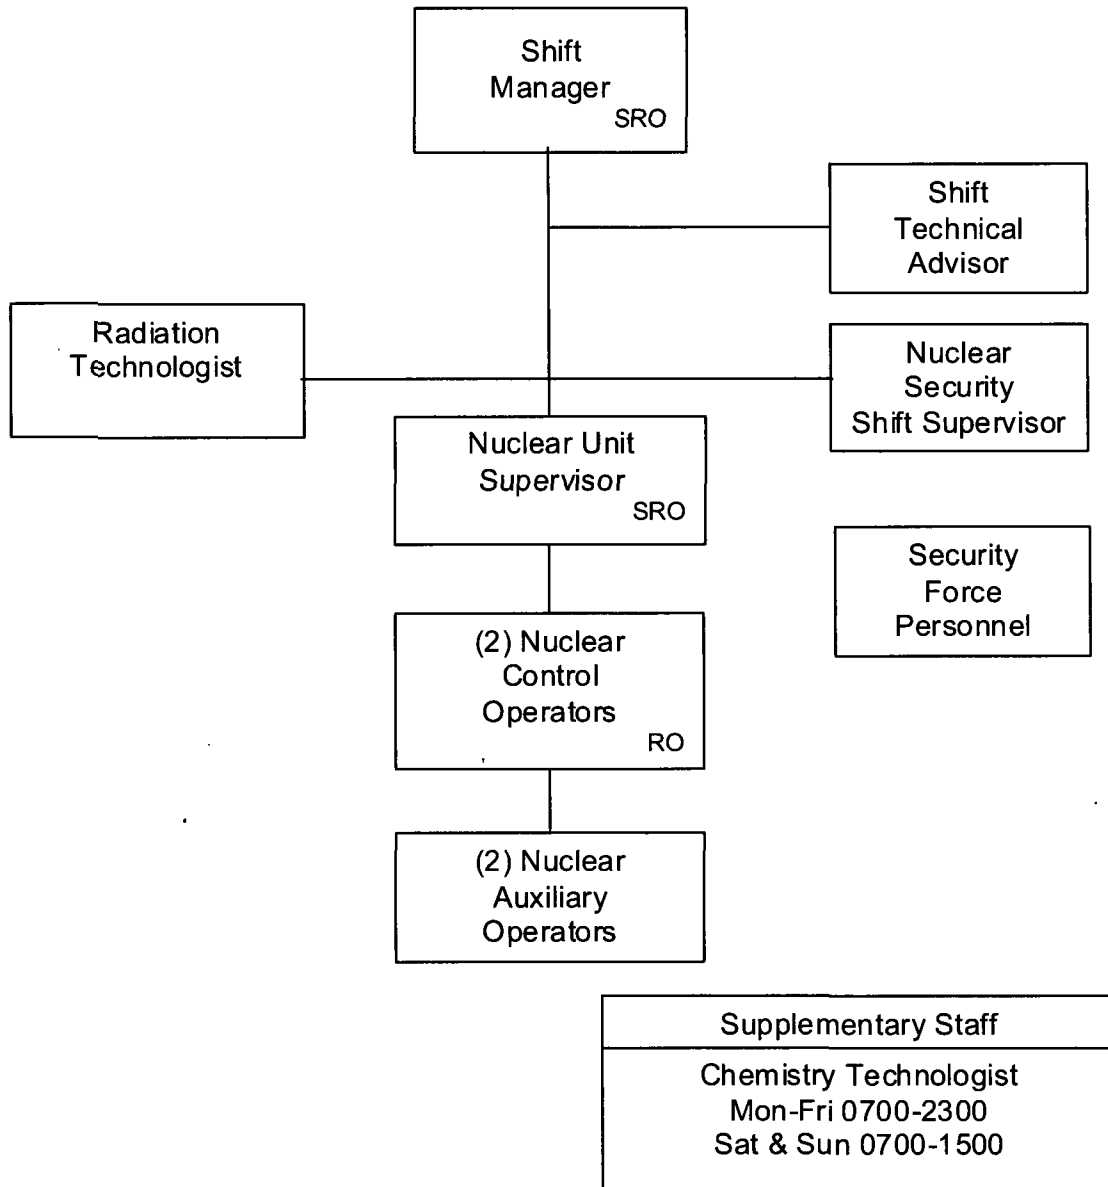 Shift
Manager
SRO
Shift
Technical
Advisor
Radiation
Technologist
Nuclear
Security
Shift Supervisor
Nuclear Unit
Supervisor
SRO
Security
Force
Personnel
(2) Nuclear
Control
Operators
RO
(2) Nuclear
Auxiliary
Operators
Supplementary Staff
Chemistry Technologist
Mon-Fri 0700-2300
Sat & Sun 0700-1500